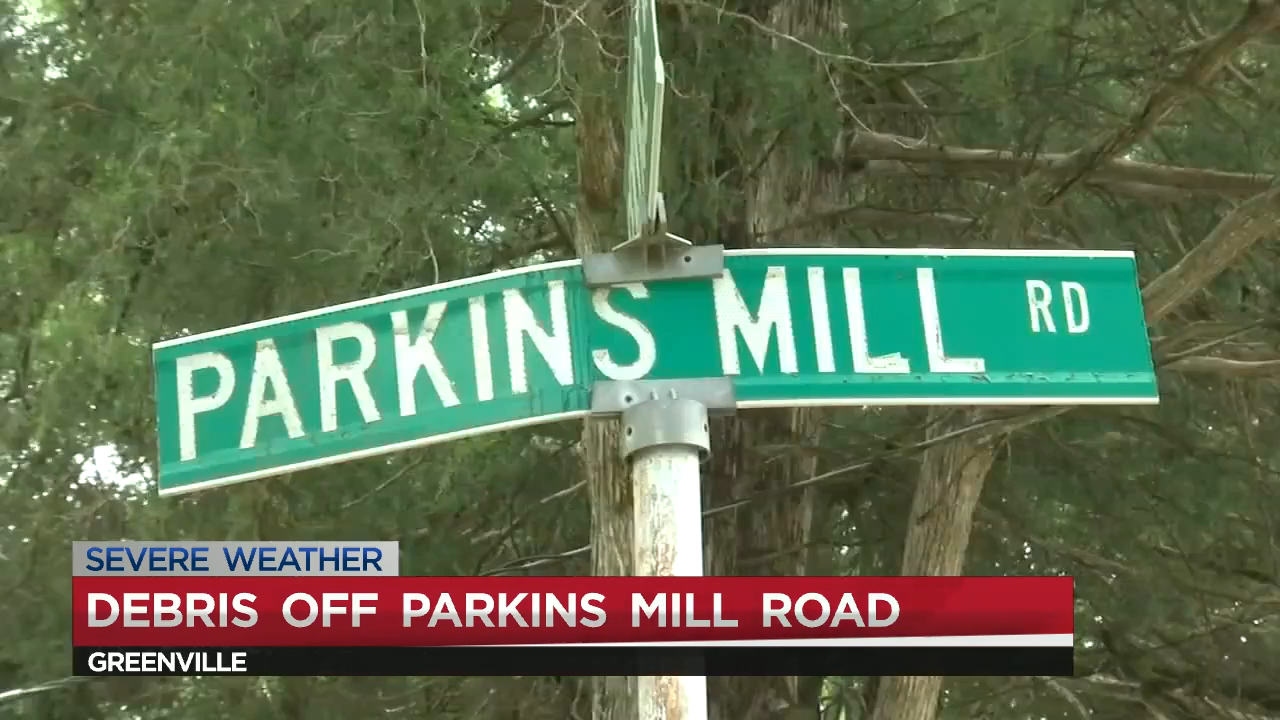 PARKINS MILL RD
SEVERE WEATHER
DEBRIS OFF PARKINS MILL ROAD
GREENVILLE